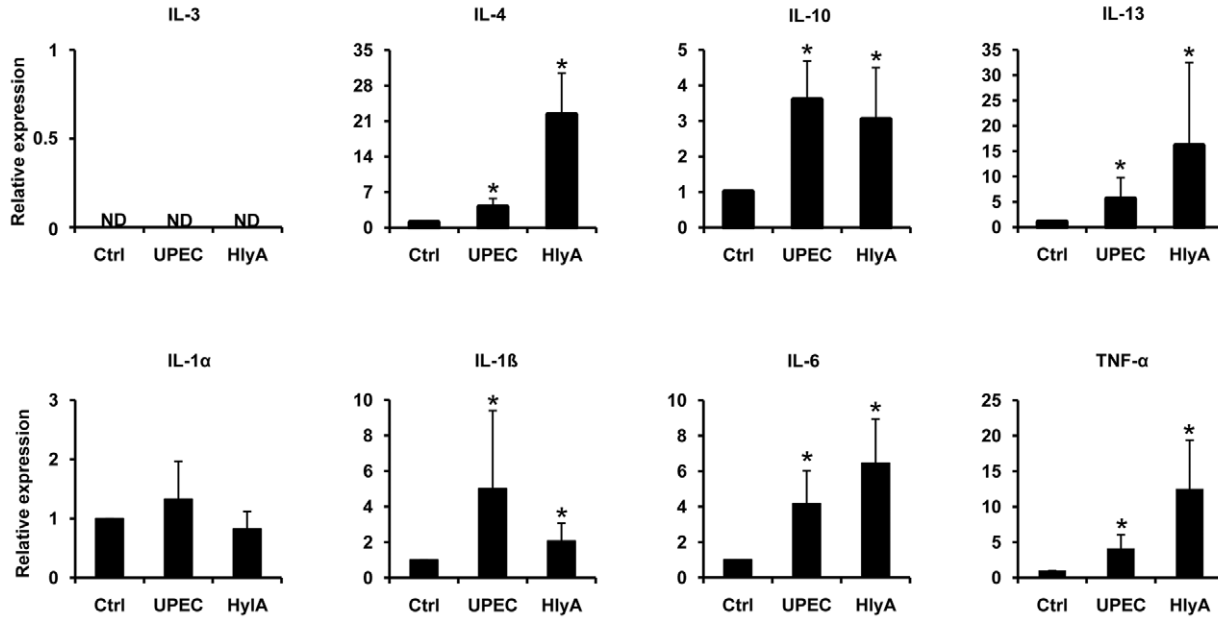 IL-3
Relative expression
1
0.5
0
ND ND ND
Ctrl UPEC HlyA
IL-4
35
28
21
14
7
0
* *
Ctrl UPEC HlyA
IL-10
5
4
3
2
1
0
* *
Ctrl UPEC HlyA
IL-13
35
30
25
20
15
10
5
0
* *
Ctrl UPEC HlyA
IL-1α
Relative expression
3
2
1
0
Ctrl UPEC HylA
IL-1ß
10
8
6
4
2
0
* *
Ctrl UPEC HlyA
IL-6
10
8
6
4
2
0
* *
Ctrl UPEC HlyA
TNF-α
25
20
15
10
5
0
* *
Ctrl UPEC HlyA